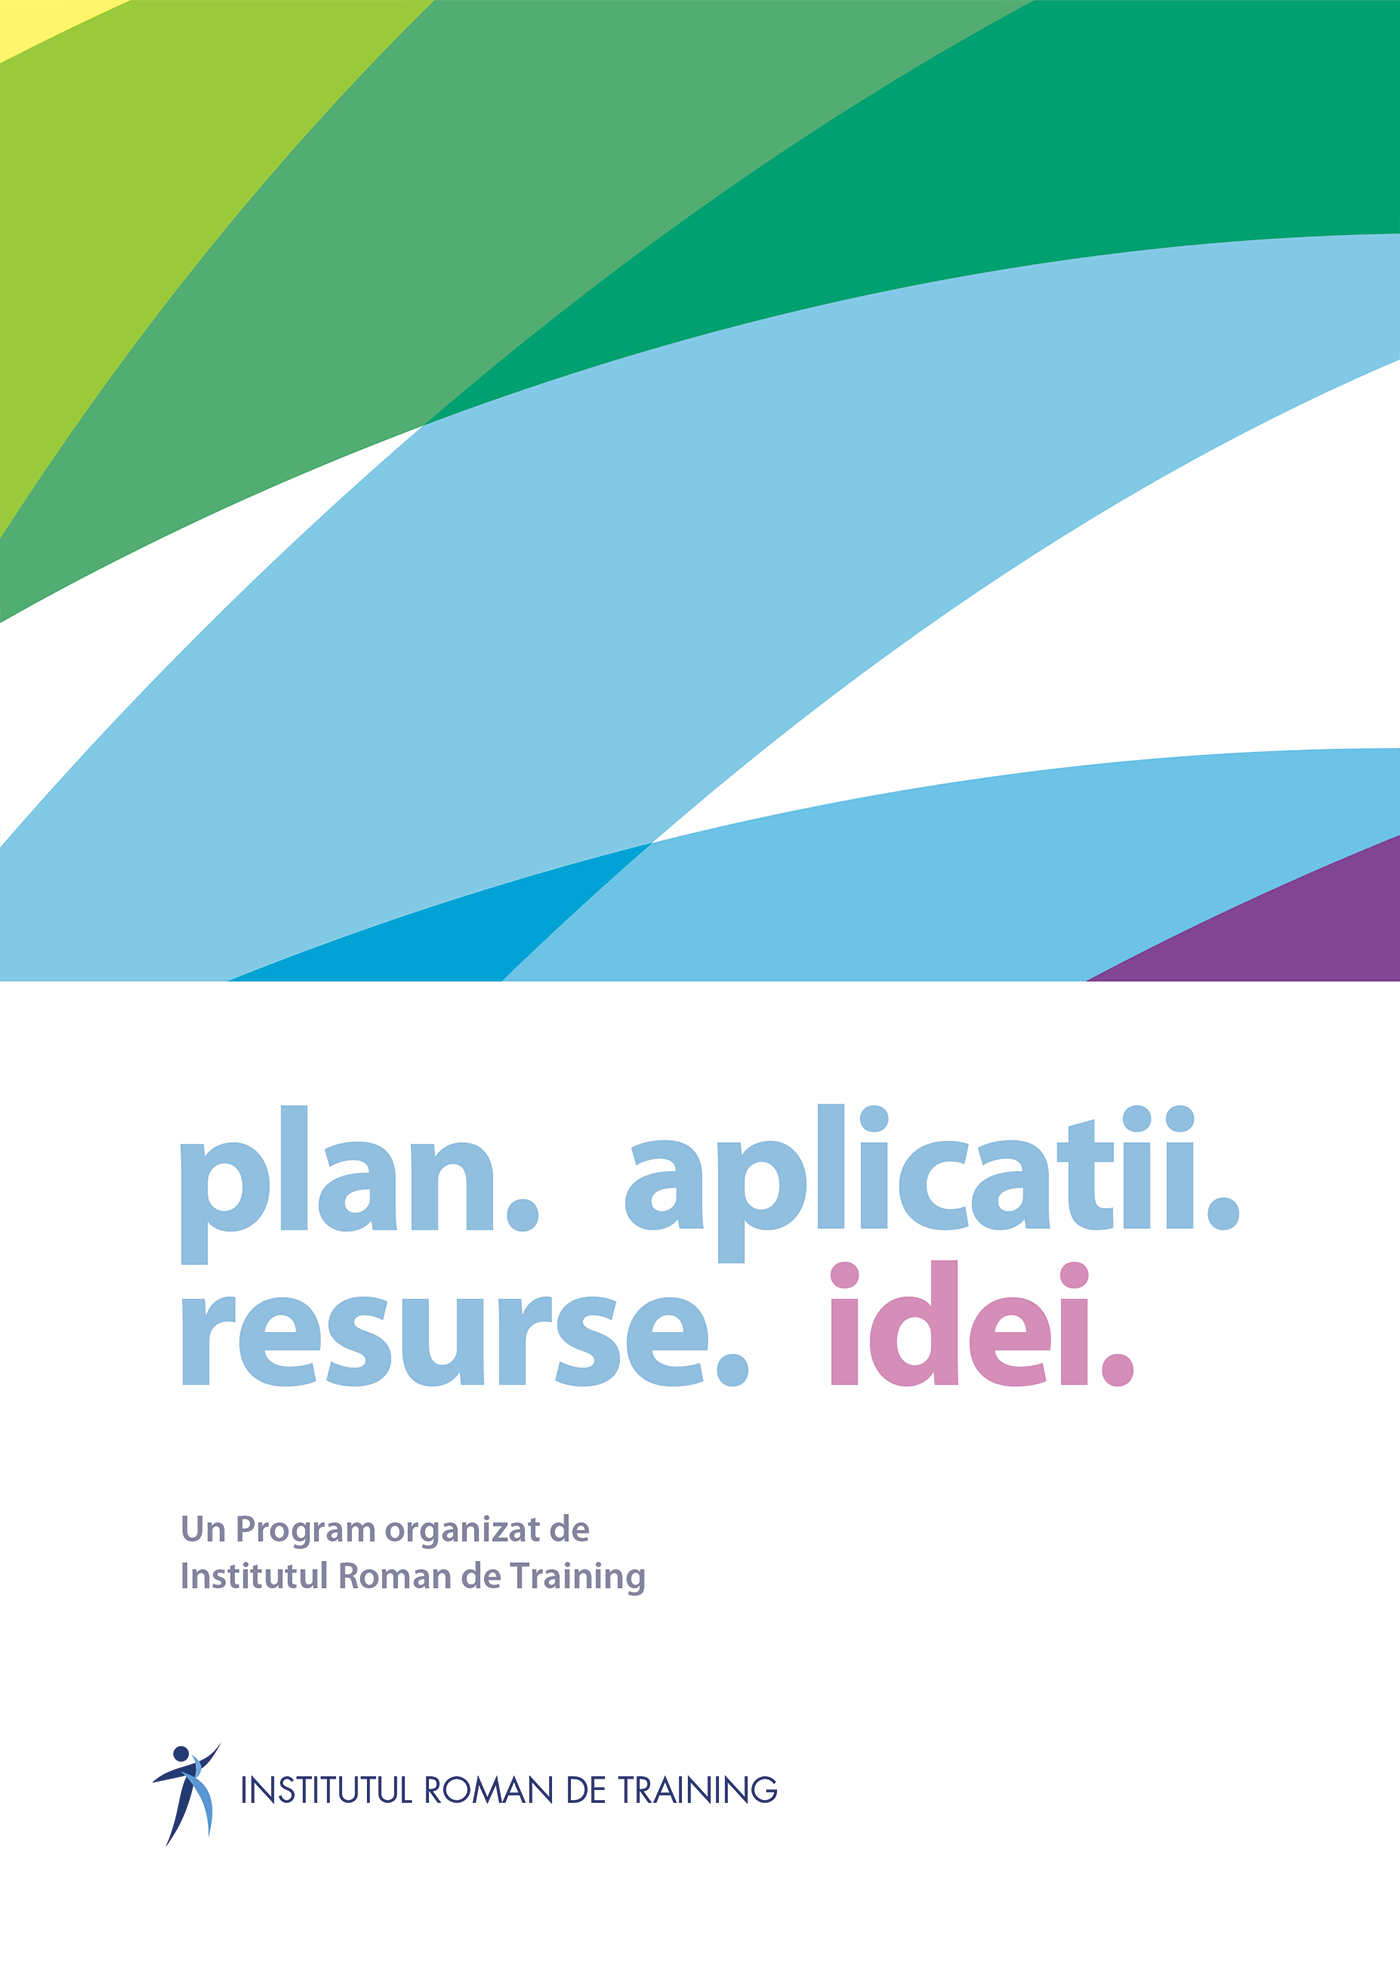 plan. aplicatii.
resurse. idei.
Un Program organizat de
Institutul Roman de Training
INSTITUTUL ROMAN DE TRAINING